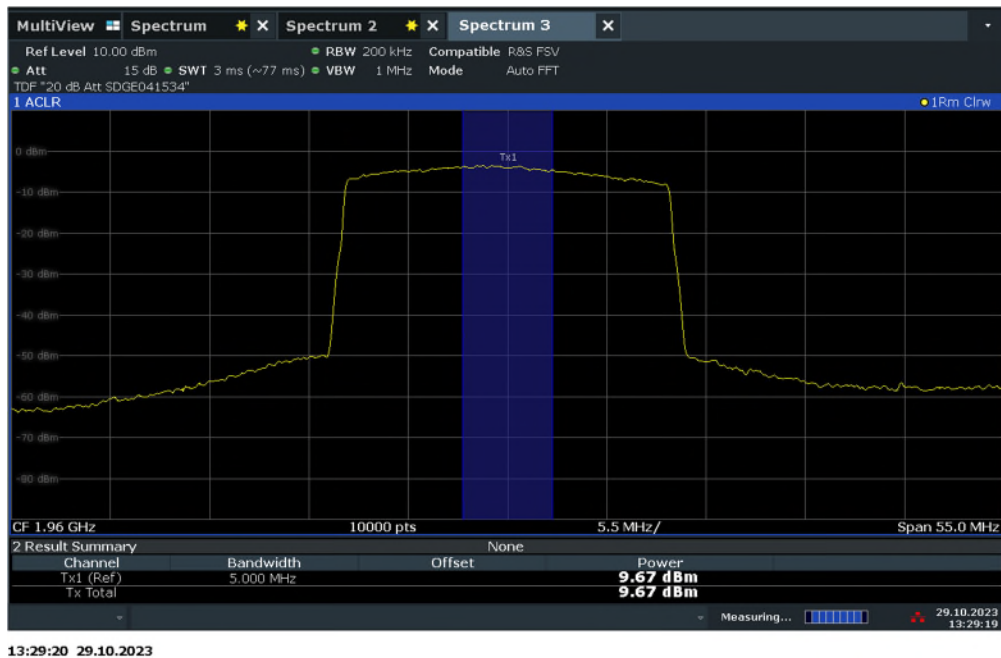 MultiView Spectrum X Spectrum 2 X Spectrum 3 X
Ref Level 10.00 dBm RBW 200 kHz Compatible R&S FSV
Att 15 dB SWT 3 ms (~77 ms) VBW 1 MHz Mode Auto FFT
TDF "20 dB Att SDGE041534"
1 ACLR 1Rm Clrw
Tx1
0 dBm
-10 dBm
-20 dBm
-30 dBm
-40 dBm
-50 dBm
-60 dBm
-70 dBm
-80 dBm
CF 1.96 GHz 10000 pts 5.5 MHz/ Span 55.0 MHz
2 Result Summary None
Channel Bandwidth Offset Power
Tx1 (Ref) 5.000 MHz 9.67 dBm
Tx Total 9.67 dBm
Measuring... 29.10.2023
13:29:19
13:29:20 29.10.2023